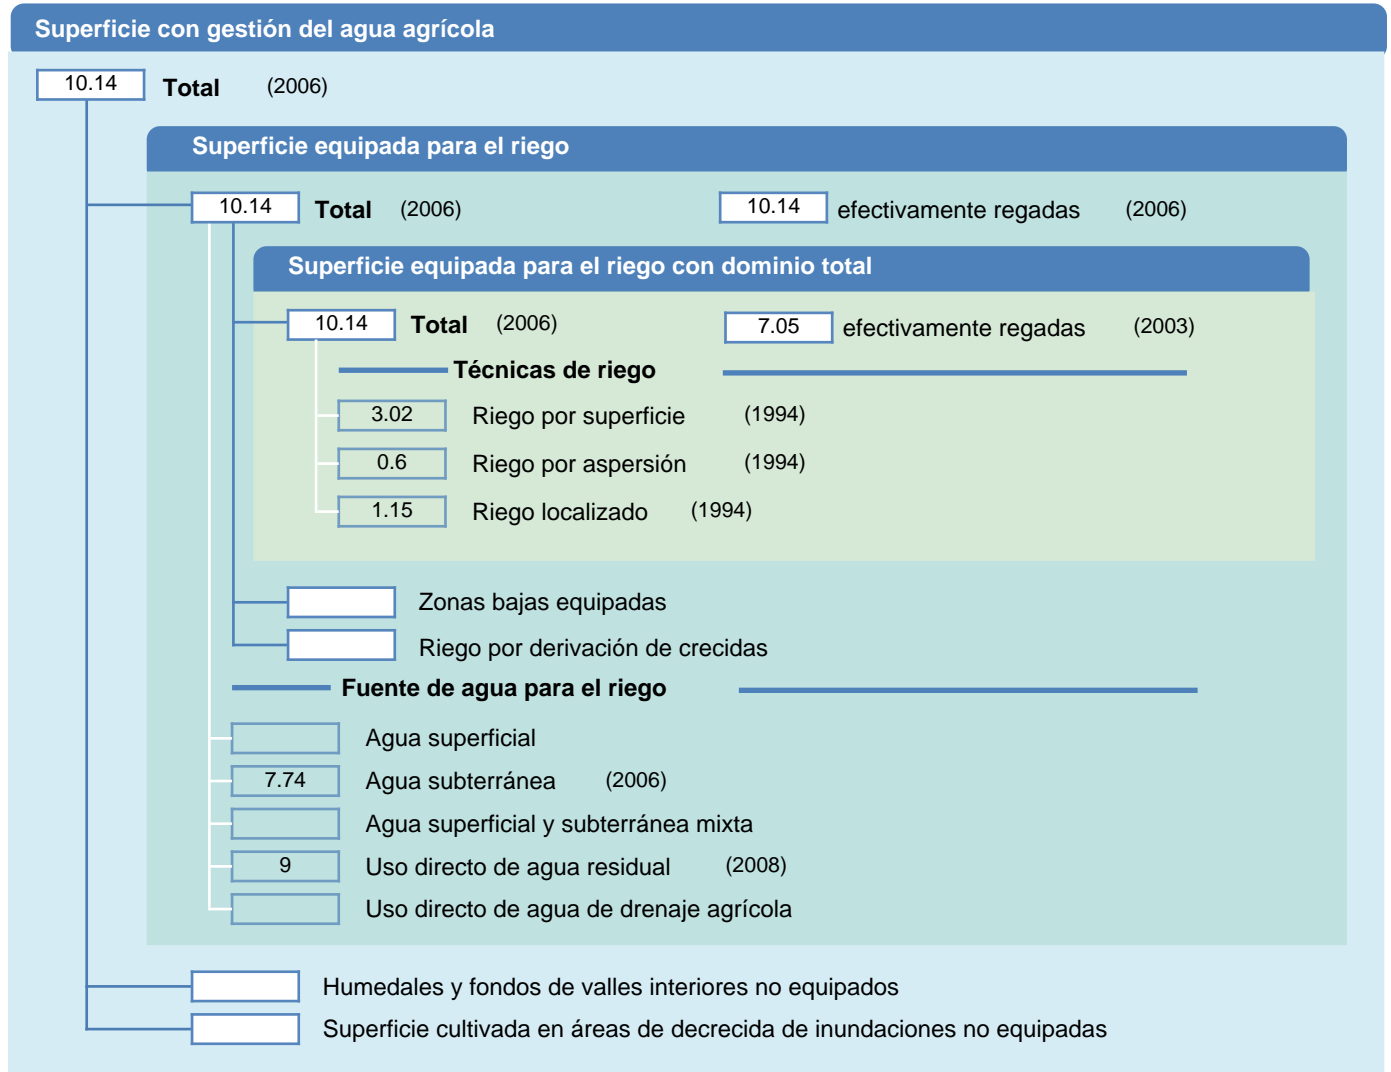 Superficie con gestión del agua agrícola
10.14 Total (2006)
Superficie equipada para el riego
10.14 Total (2006) 10.14 efectivamente regadas (2006)
Superficie equipada para el riego con dominio total
10.14 Total (2006) 7.05 efectivamente regadas (2003)
Técnicas de riego
3.02 Riego por superficie (1994)
0.6 Riego por aspersión (1994)
1.15 Riego localizado (1994)
Zonas bajas equipadas
Riego por derivación de crecidas
Fuente de agua para el riego
Agua superficial
7.74 Agua subterránea (2006)
Agua superficial y subterránea mixta
9 Uso directo de agua residual (2008)
Uso directo de agua de drenaje agrícola
Humedales y fondos de valles interiores no equipados
Superficie cultivada en áreas de decrecida de inundaciones no equipadas